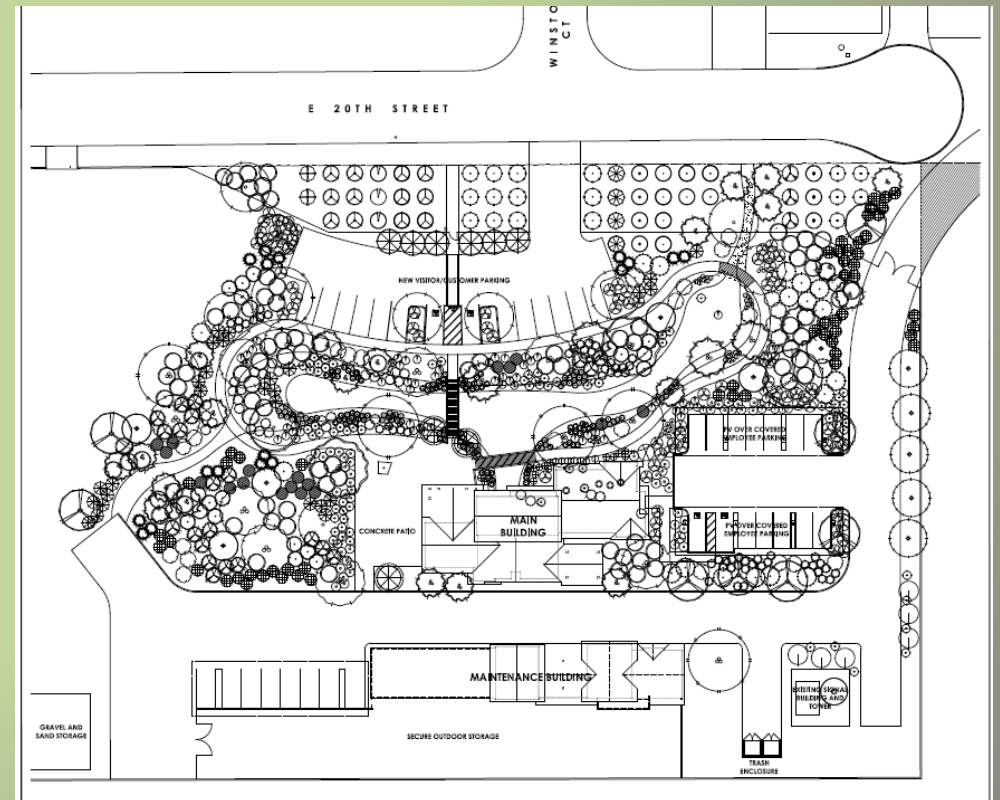 WINSTO
CT
E 20TH STREET
NEW VISITOR/CUSTOMER PARKING
PV OVER COVERED
EMPLOYEE PARKING
CONCRETE PATIO
MAIN
BUILDING
PV OVER COVERED
EMPLOYEE PARKING
MAINTENANCE BUILDING
EXISTING SIGNAL
BUILDING AND
TOWER
GRAVEL AND
SAND STORAGE
SECURE OUTDOOR STORAGE
TRASH
ENCLOSURE